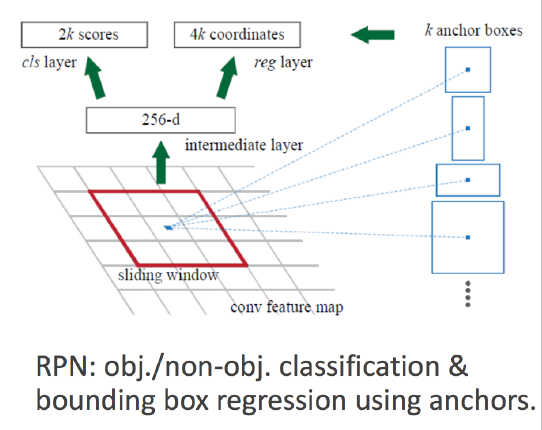 2k scores
4k coordinates
k anchor boxes
cls layer
reg layer
256-d
intermediate layer
sliding window
conv feature map
RPN: obj./non-obj. classification &
bounding box regression using anchors.